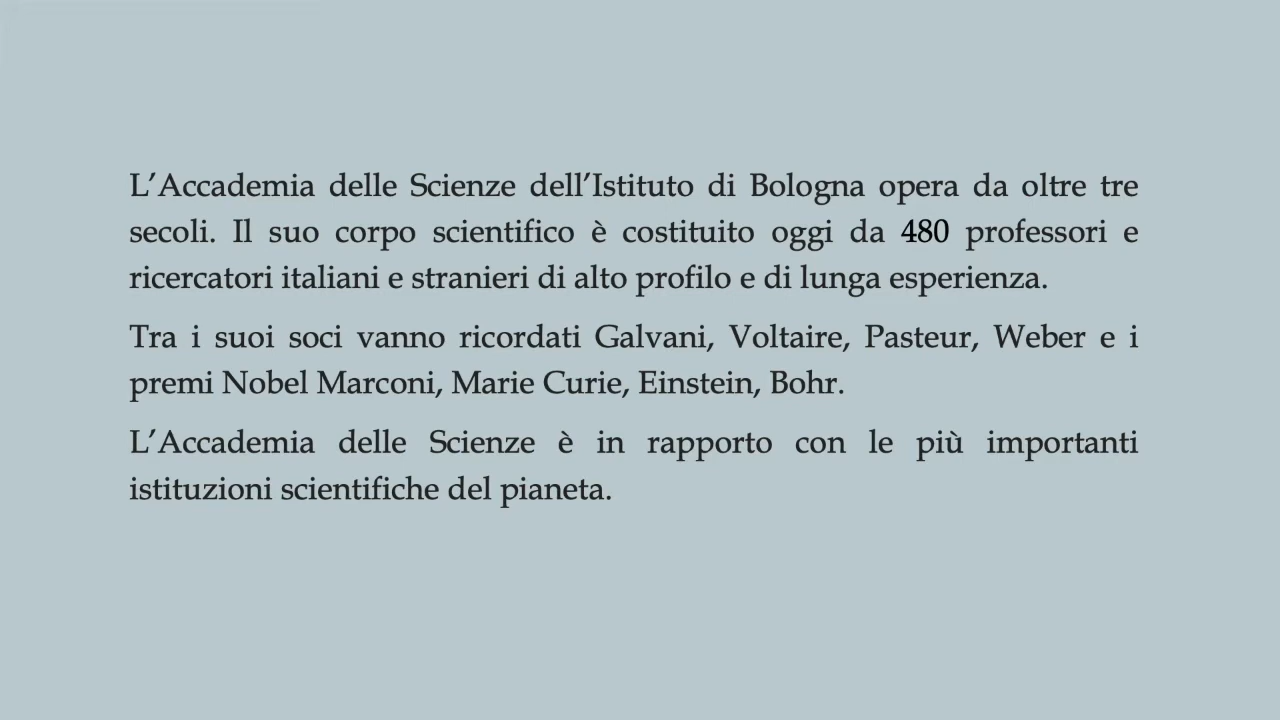 L’Accademia delle Scienze dell’Istituto di Bologna opera da oltre tre
secoli. Il suo corpo scientifico è costituito oggi da 480 professori e
ricercatori italiani e stranieri di alto profilo e di lunga esperienza.
Tra i suoi soci vanno ricordati Galvani, Voltaire, Pasteur, Weber e i
premi Nobel Marconi, Marie Curie, Einstein, Bohr.
L’Accademia delle Scienze è in rapporto con le più importanti
istituzioni scientifiche del pianeta.